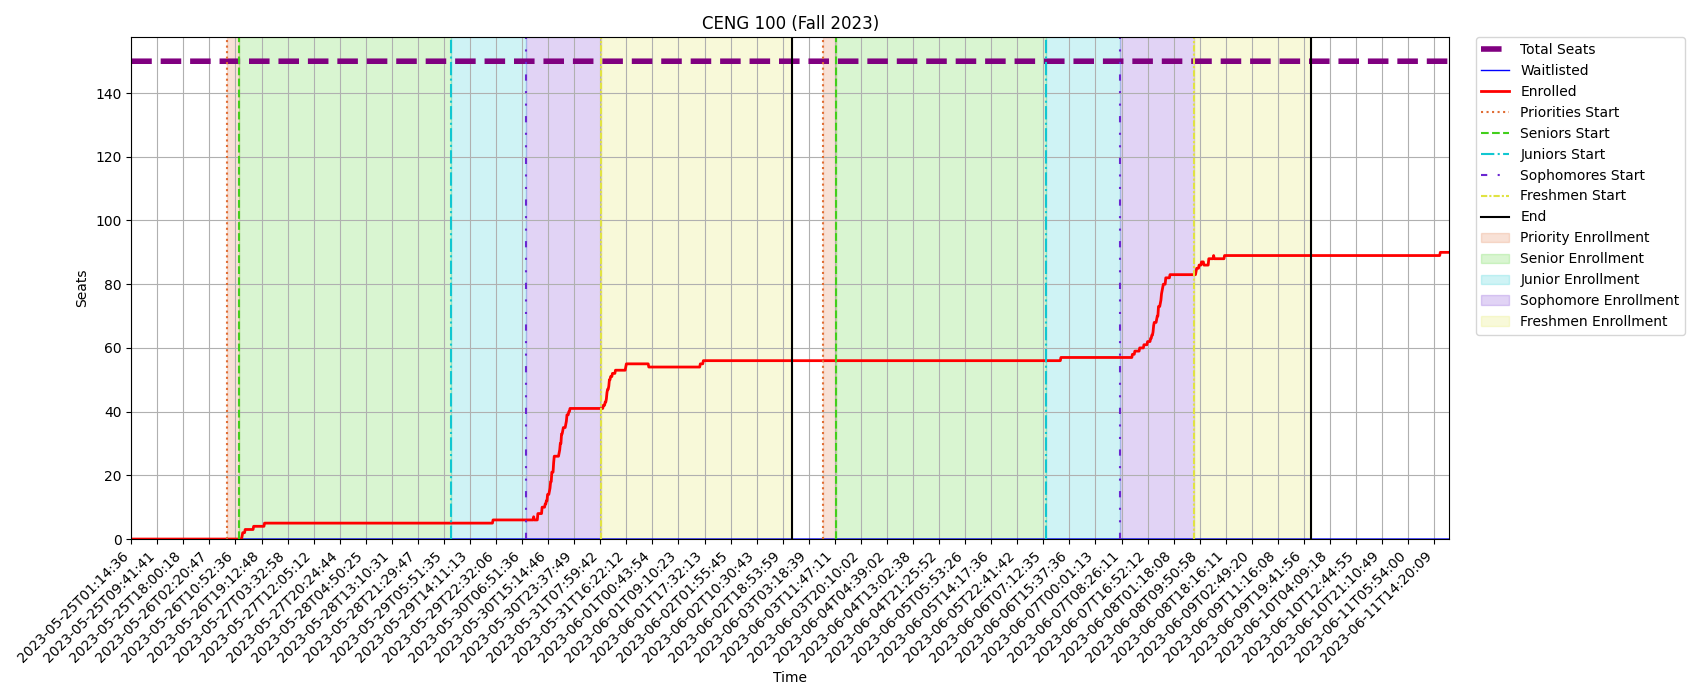 CENG 100 (Fall 2023)
Total Seats
Waitlisted
Enrolled
Priorities Start
Seniors Start
Juniors Start
Sophomores Start
Freshmen Start
End
Priority Enrollment
Senior Enrollment
Junior Enrollment
Sophomore Enrollment
Freshmen Enrollment
Seats
140
120
100
80
60
40
20
0
2023-05-25T01:14:36
2023-05-25T09:41:41
2023-05-25T18:00:18
2023-05-26T02:20:47
2023-05-26T10:52:36
2023-05-26T19:12:48
2023-05-27T03:32:58
2023-05-27T12:05:12
2023-05-27T20:24:44
2023-05-28T04:50:25
2023-05-28T13:10:31
2023-05-28T21:29:47
2023-05-29T05:51:35
2023-05-29T14:11:13
2023-05-29T22:32:06
2023-05-30T06:51:36
2023-05-30T15:14:46
2023-05-30T23:37:49
2023-05-31T07:59:42
2023-05-31T16:22:12
2023-06-01T00:43:54
2023-06-01T09:10:23
2023-06-01T17:32:13
2023-06-02T01:55:45
2023-06-02T10:30:43
2023-06-02T18:53:59
2023-06-03T03:18:39
2023-06-03T11:47:11
2023-06-03T20:10:02
2023-06-04T04:39:02
2023-06-04T13:02:38
2023-06-04T21:25:52
2023-06-05T05:53:26
2023-06-05T14:17:36
2023-06-05T22:41:42
2023-06-06T07:12:35
2023-06-06T15:37:36
2023-06-07T00:01:13
2023-06-07T08:26:11
2023-06-07T16:52:12
2023-06-08T01:18:08
2023-06-08T09:50:58
2023-06-08T18:16:11
2023-06-09T02:49:20
2023-06-09T11:16:08
2023-06-09T19:41:56
2023-06-10T04:09:18
2023-06-10T12:44:55
2023-06-10T21:10:49
2023-06-11T05:54:00
2023-06-11T14:20:09
Time